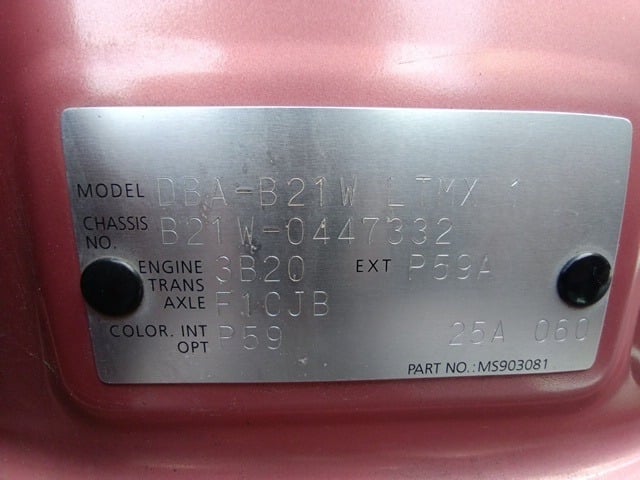 MODEL DBA-B21W LTMX 1
CHASSIS NO. B21W-0447332
ENGINE 3B20 EXT P59A
TRANS AXLE F1CJB
COLOR. INT OPT P59 25A 060
PART NO.: MS903081